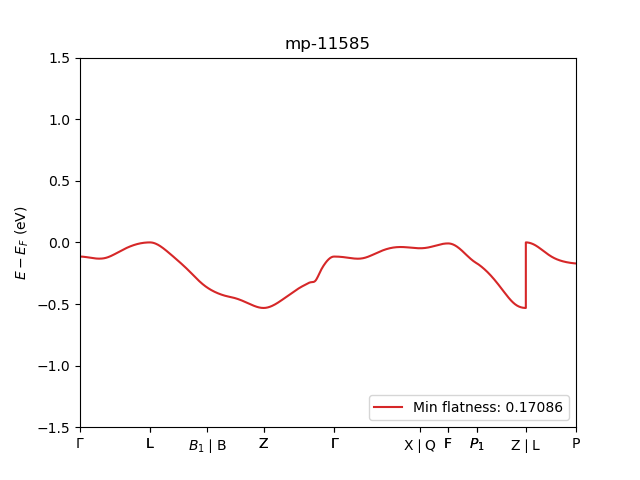 mp-11585
1.5
1.0
0.5
0.0
−0.5
−1.0
−1.5
E − E_F (eV)
Min flatness: 0.17086
Γ L B₁ | B Z Γ X | Q F P₁ Z | L P